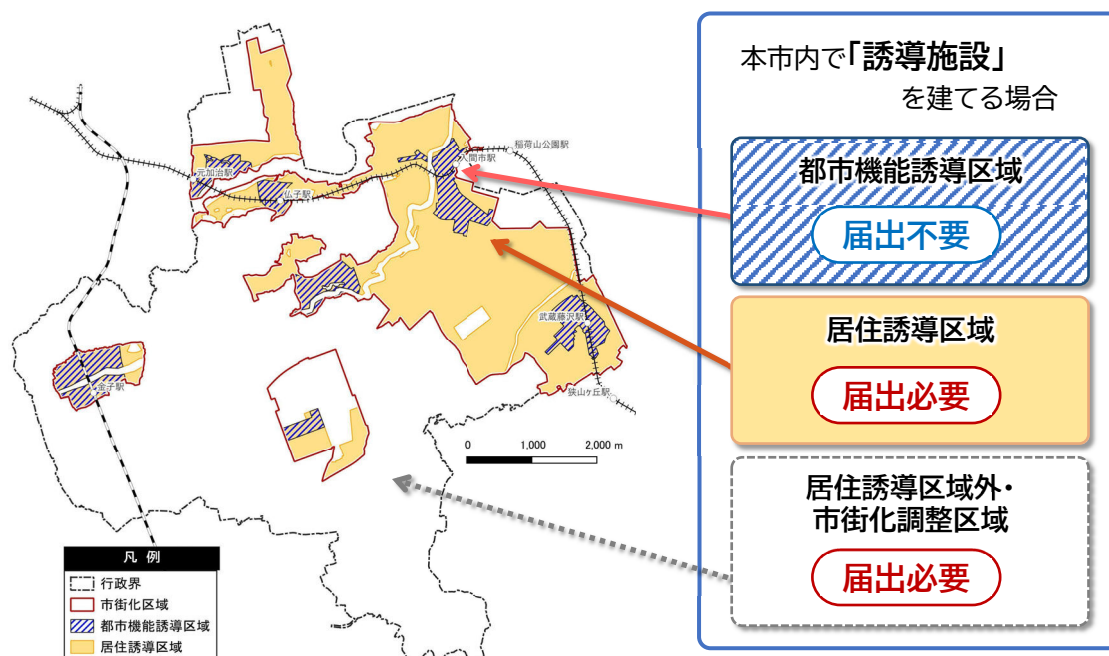 本市内で「誘導施設」
を建てる場合
都市機能誘導区域
届出不要
居住誘導区域
届出必要
居住誘導区域外・
市街化調整区域
届出必要
稲荷山公園駅
入間市駅
元加治駅
仏子駅
武蔵藤沢駅
狭山ヶ丘駅
金子駅
0 1,000 2,000 m
凡 例
行政界
市街化区域
都市機能誘導区域
居住誘導区域